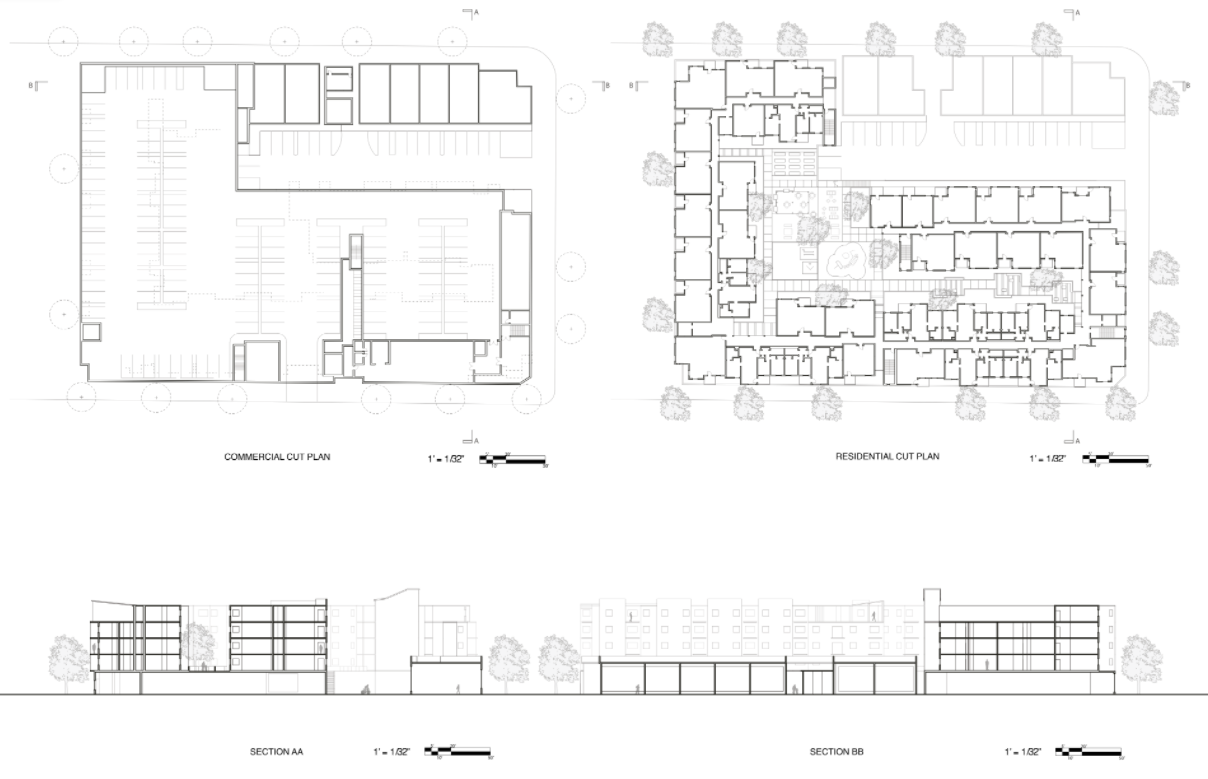 A
A
B
B
B
B
A
A
COMMERCIAL CUT PLAN
1' = 1/32"
RESIDENTIAL CUT PLAN
1' = 1/32"
SECTION AA
1' = 1/32"
SECTION BB
1' = 1/32"